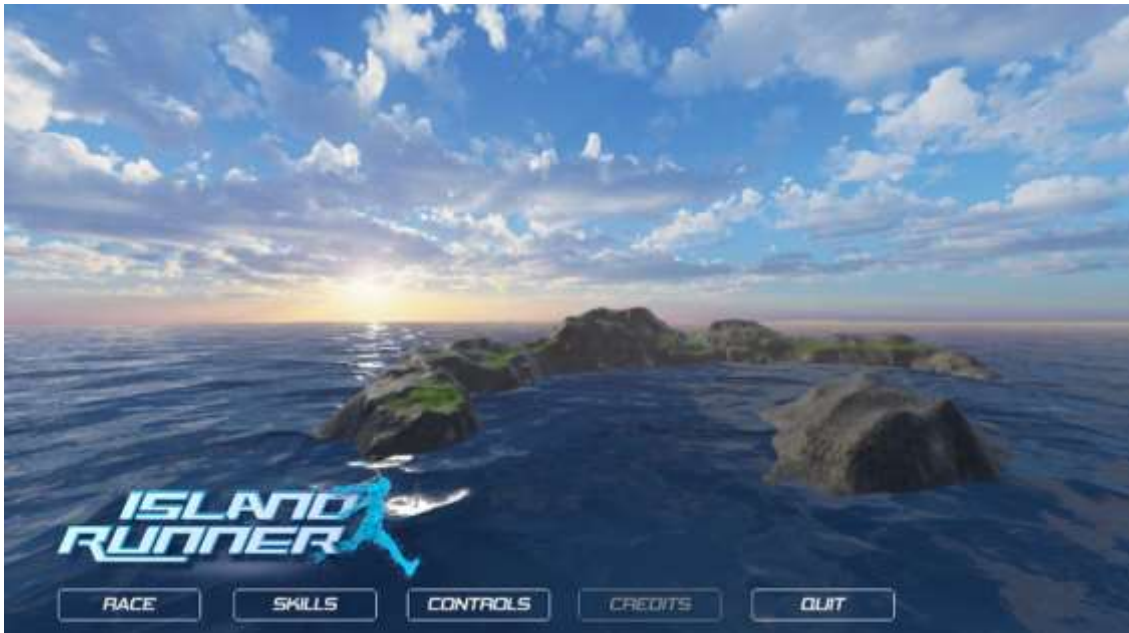 ISLAND
RUNNER
RACE
SKILLS
CONTROLS
CREDITS
QUIT